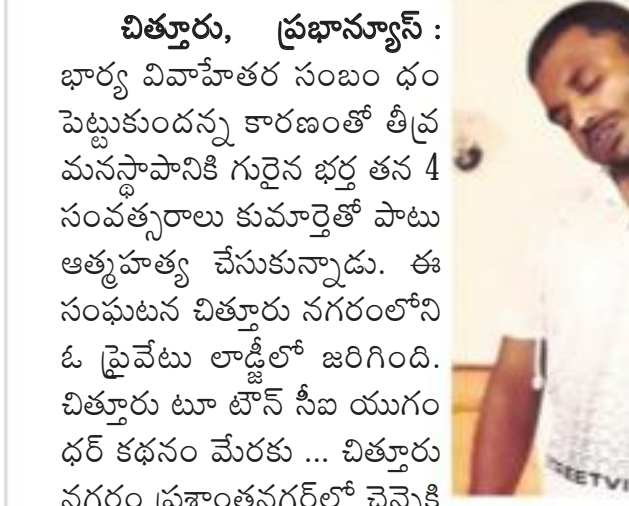 చిత్తూరు, ప్రభాన్యూస్ :
భార్య వివాహేతర సంబం ధం
పెట్టుకుందన్న కారణంతో తీవ్ర
మనస్థాపానికి గురైన భర్త తన 4
సంవత్సరాలు కుమార్తెతో పాటు
ఆత్మహత్య చేసుకున్నాడు. ఈ
సంఘటన చిత్తూరు నగరంలోని
ఓ ప్రైవేటు లాడ్జీలో జరిగింది.
చిత్తూరు టూ టౌన్ సీఐ యుగం
ధర్ కథనం మేరకు ... చిత్తూరు
నగరం ప్రశాంతనగర్‌లో చెన్నైకి